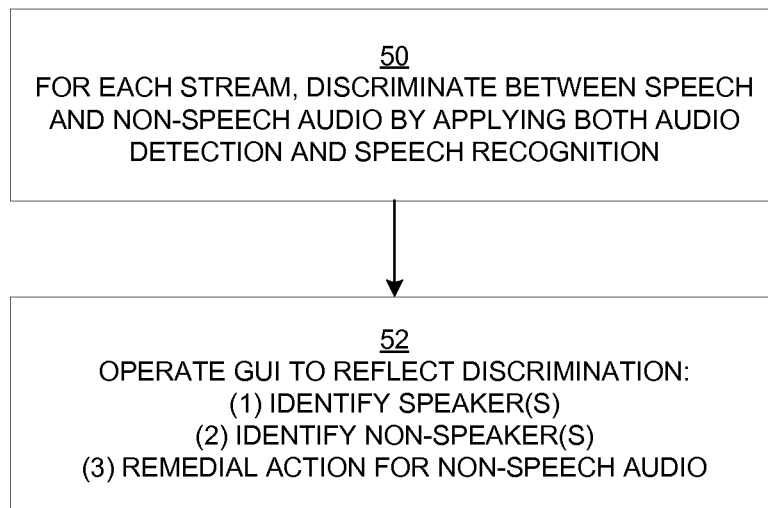 50
FOR EACH STREAM, DISCRIMINATE BETWEEN SPEECH
AND NON-SPEECH AUDIO BY APPLYING BOTH AUDIO
DETECTION AND SPEECH RECOGNITION
52
OPERATE GUI TO REFLECT DISCRIMINATION:
(1) IDENTIFY SPEAKER(S)
(2) IDENTIFY NON-SPEAKER(S)
(3) REMEDIAL ACTION FOR NON-SPEECH AUDIO